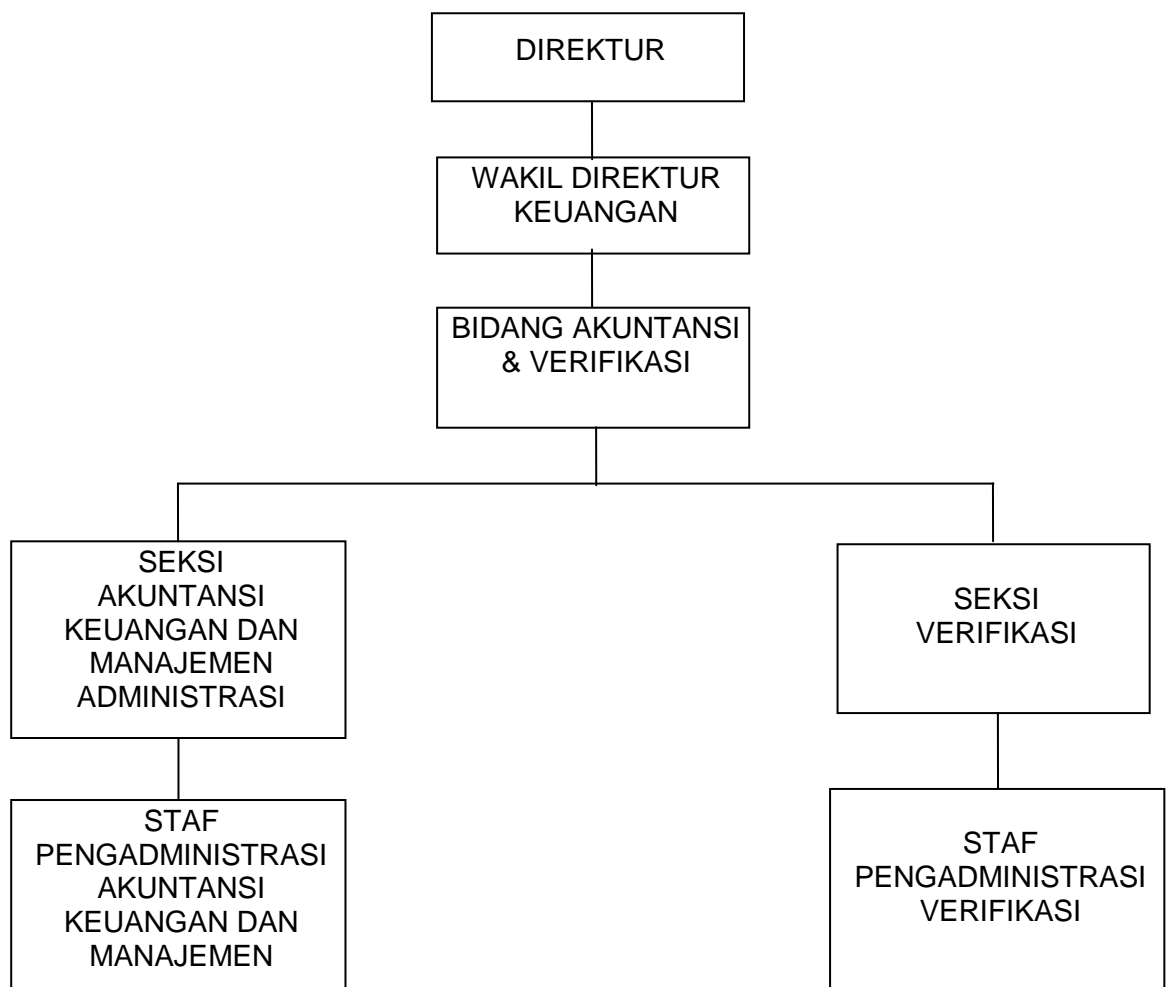 DIREKTUR
WAKIL DIREKTUR
KEUANGAN
BIDANG AKUNTANSI
& VERIFIKASI
SEKSI
AKUNTANSI
KEUANGAN DAN
MANAJEMEN
ADMINISTRASI
SEKSI
VERIFIKASI
STAF
PENGADMINISTRASI
AKUNTANSI
KEUANGAN DAN
MANAJEMEN
STAF
PENGADMINISTRASI
VERIFIKASI